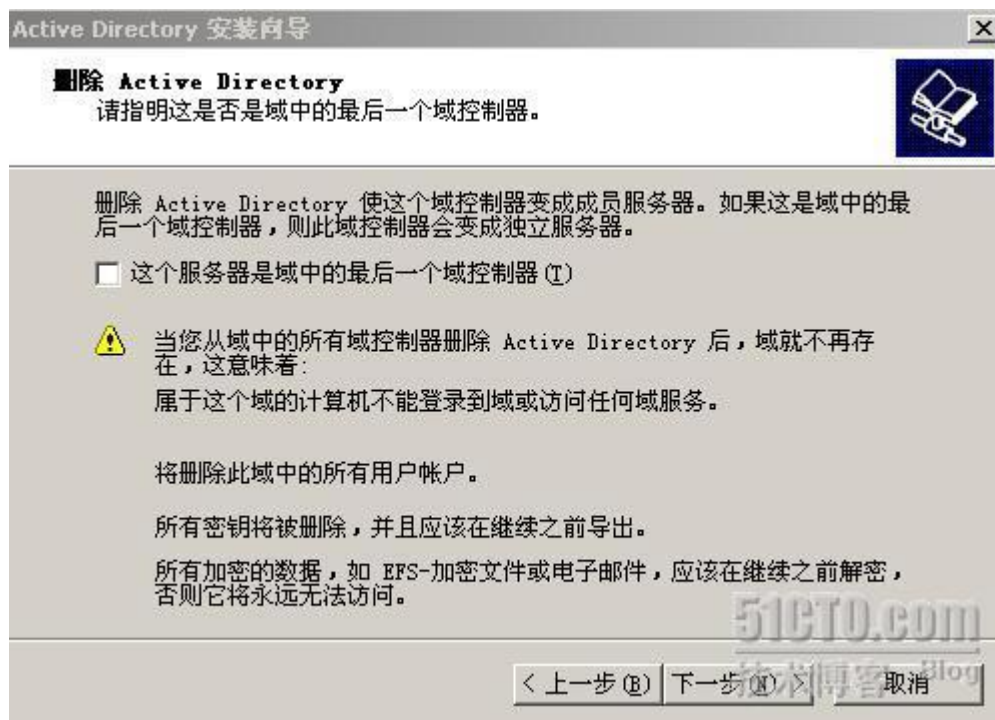 Active Directory 安装向导
删除 Active Directory
请指明这是否是域中的最后一个域控制器。
删除 Active Directory 使这个域控制器变成成员服务器。如果这是域中的最
后一个域控制器,则此域控制器会变成独立服务器。
这个服务器是域中的最后一个域控制器(T)
当您从域中的所有域控制器删除 Active Directory 后,域就不再存
在,这意味着:
属于这个域的计算机不能登录到域或访问任何域服务。
将删除此域中的所有用户帐户。
所有密钥将被删除,并且应该在继续之前导出。
所有加密的数据,如 EFS-加密文件或电子邮件,应该在继续之前解密,
否则它将永远无法访问。
51CTO.com
技术博客 Blog
< 上一步(B) 下一步(N) > 取消